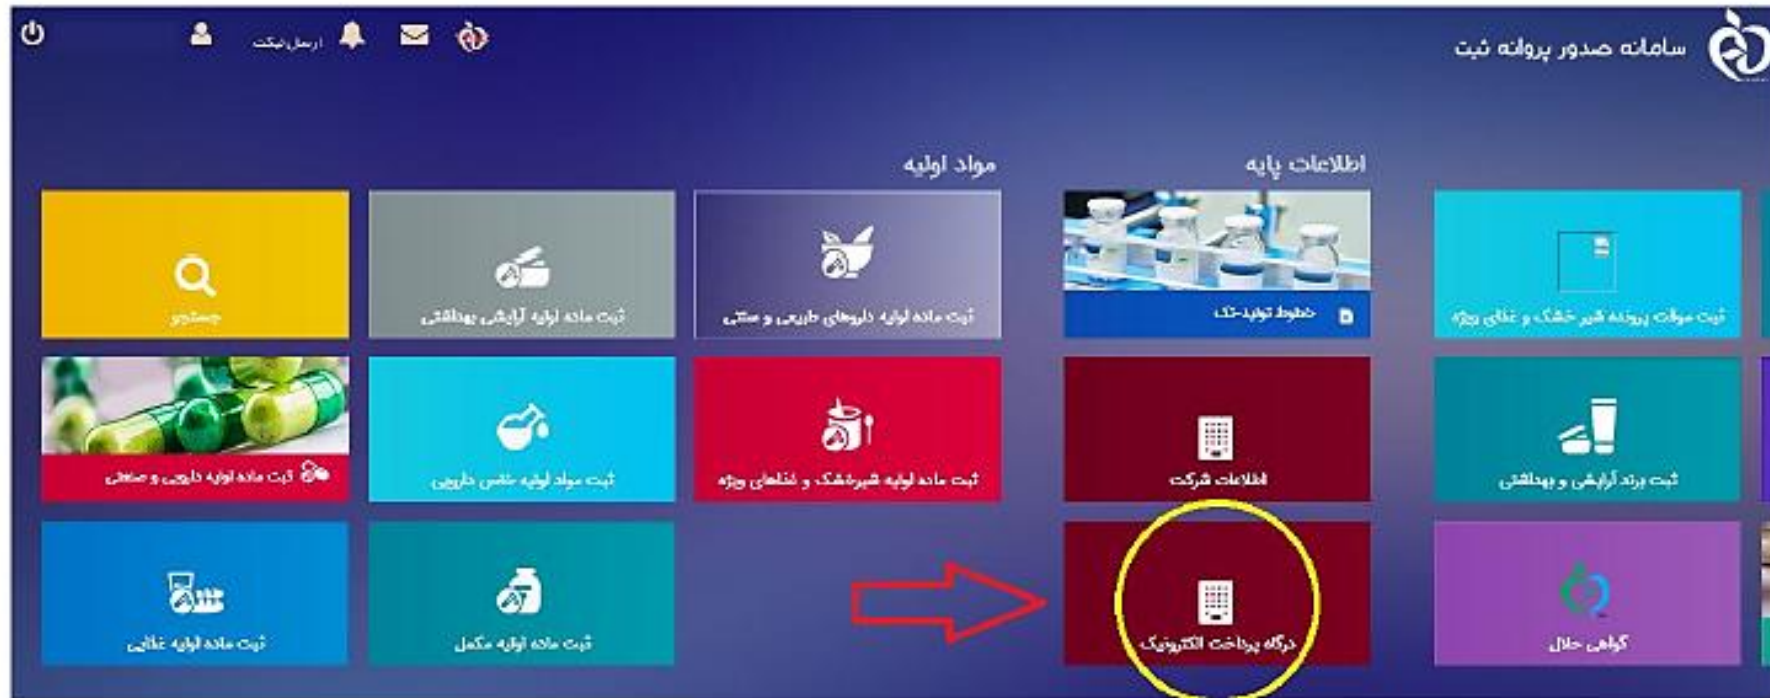 سامانه صدور پروانه ثبت
ارسال تیکت
اطلاعات پایه
مواد اولیه
ثبت موقت پرونده شیر خشک و غذای ویژه
خطوط تولید-تک
ثبت ماده اولیه داروهای طبیعی و سنتی
ثبت ماده اولیه آرایشی بهداشتی
جستجو
ثبت برند آرایشی و بهداشتی
اطلاعات شرکت
ثبت ماده اولیه شیرخشک و غذاهای ویژه
ثبت مواد اولیه خاص دارویی
ثبت ماده اولیه دارویی و صنعتی
گواهی حلال
درگاه پرداخت الکترونیک
ثبت ماده اولیه مکمل
ثبت ماده اولیه غذایی